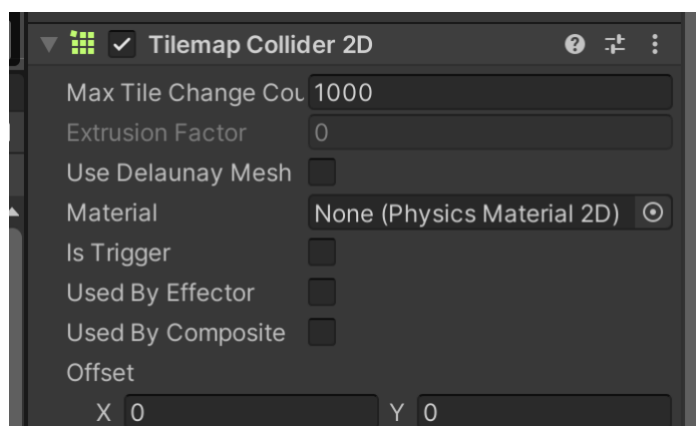 Tilemap Collider 2D
Max Tile Change Cou 1000
Extrusion Factor 0
Use Delaunay Mesh
Material None (Physics Material 2D)
Is Trigger
Used By Effector
Used By Composite
Offset
X 0 Y 0